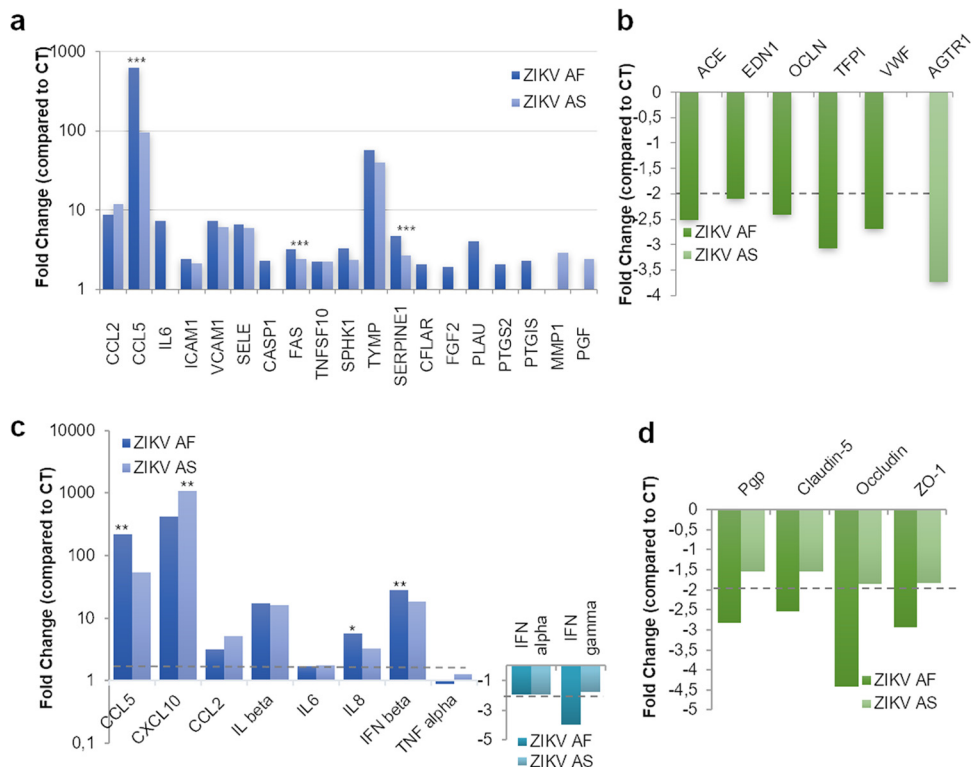 a
Fold Change (compared to CT)
1000
100
10
1
***
***
***
ZIKV AF
ZIKV AS
CCL2
CCL5
IL6
ICAM1
VCAM1
SELE
CASP1
FAS
TNFSF10
SPHK1
TYMP
SERPINE1
CFLAR
FGF2
PLAU
PTGS2
PTGIS
MMP1
PGF
b
ACE
EDN1
OCLN
TFPI
VWF
AGTR1
Fold Change (compared to CT)
0
-0,5
-1
-1,5
-2
-2,5
-3
-3,5
-4
ZIKV AF
ZIKV AS
c
Fold Change (compared to CT)
10000
1000
100
10
1
0,1
ZIKV AF
ZIKV AS
**
**
*
**
CCL5
CXCL10
CCL2
IL beta
IL6
IL8
IFN beta
TNF alpha
IFN
alpha
IFN
gamma
-1
-3
-5
ZIKV AF
ZIKV AS
d
Pgp
Claudin-5
Occludin
ZO-1
Fold Change (compared to CT)
0
-0,5
-1
-1,5
-2
-2,5
-3
-3,5
-4
-4,5
-5
ZIKV AF
ZIKV AS